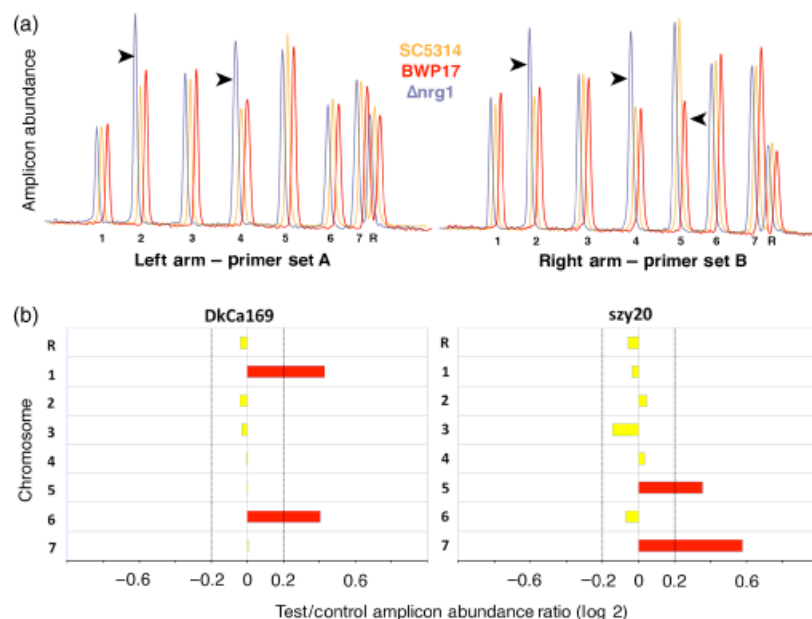 (a)
Amplicon abundance
SC5314
BWP17
Δnrg1
1 2 3 4 5 6 7 R
Left arm – primer set A
1 2 3 4 5 6 7 R
Right arm – primer set B
(b)
DkCa169
szy20
Chromosome
R
1
2
3
4
5
6
7
R
1
2
3
4
5
6
7
−0.6 −0.2 0 0.2 0.6
−0.6 −0.2 0 0.2 0.6
Test/control amplicon abundance ratio (log 2)